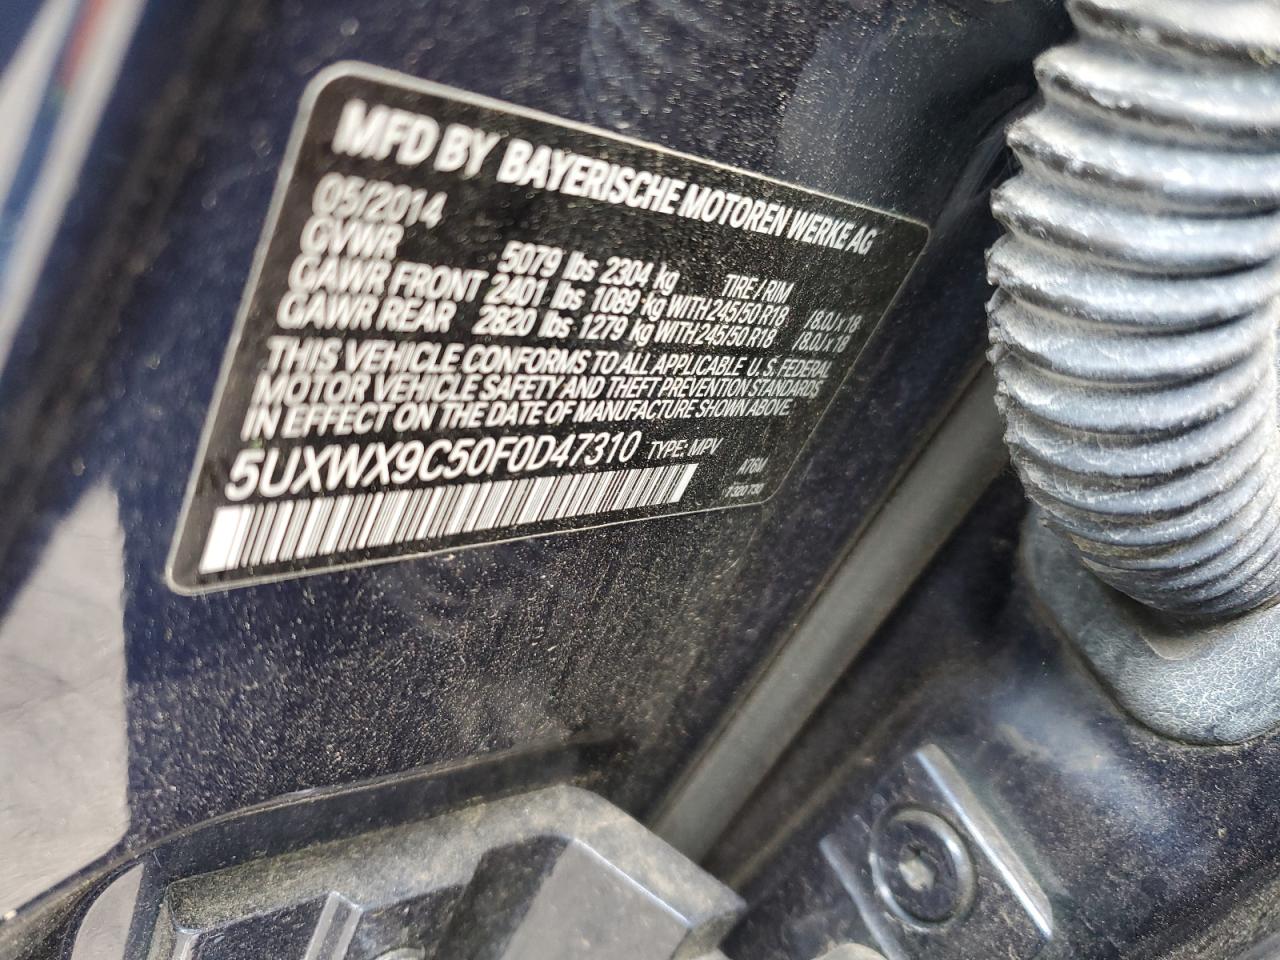 MFD BY BAYERISCHE MOTOREN WERKE AG
05/2014
GVWR 5079 lbs 2304 kg TIRE / RIM
GAWR FRONT 2401 lbs 1089 kg WITH 245/50 R18 /8.0J x 18
GAWR REAR 2820 lbs 1279 kg WITH 245/50 R18 /8.0J x 18
THIS VEHICLE CONFORMS TO ALL APPLICABLE U. S. FEDERAL
MOTOR VEHICLE SAFETY AND THEFT PREVENTION STANDARDS
IN EFFECT ON THE DATE OF MANUFACTURE SHOWN ABOVE.
5UXWX9C50F0D47310 TYPE: MPV